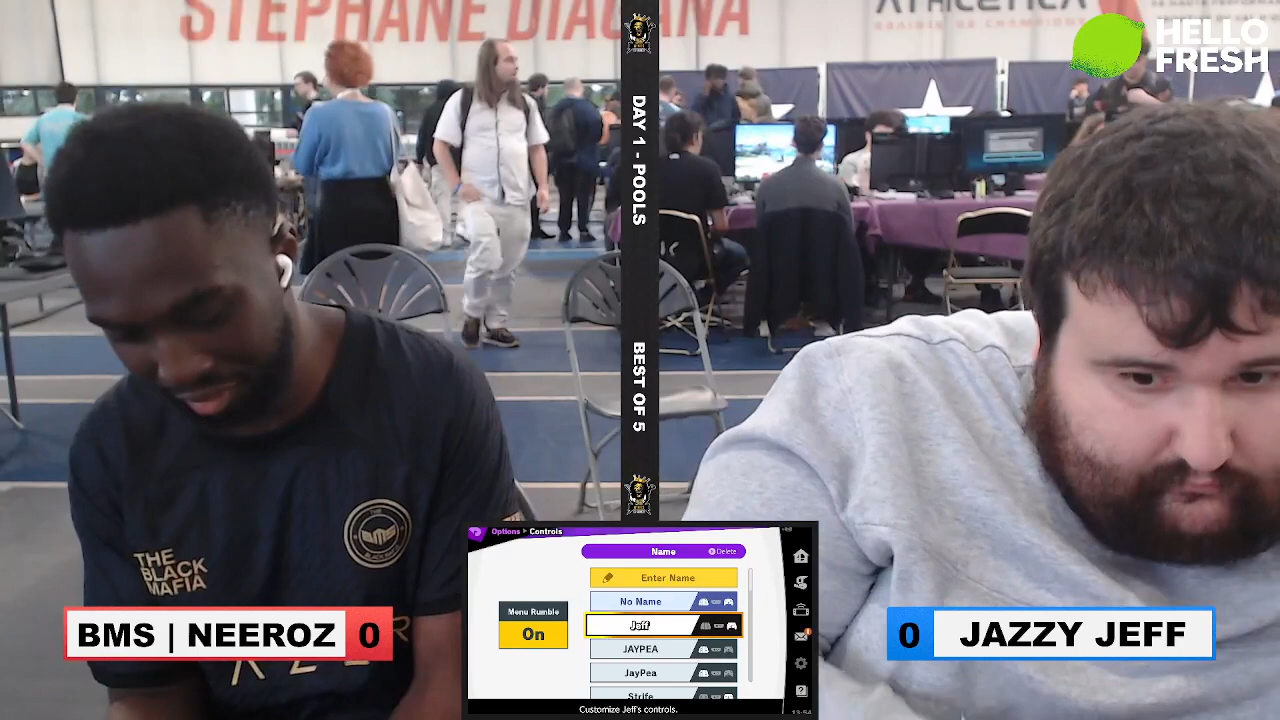 STEPHANE DIAGANA
ATHLETICA
HELLO
FRESH
DAY 1 - POOLS
BEST OF 5
THE
BLACK
MAFIA
BMS | NEEROZ 0
0 JAZZY JEFF
Options ▸ Controls
Name
Delete
Enter Name
No Name
Jeff
JAYPEA
JayPea
Strife
Menu Rumble
On
Customize Jeff's controls.
13:54